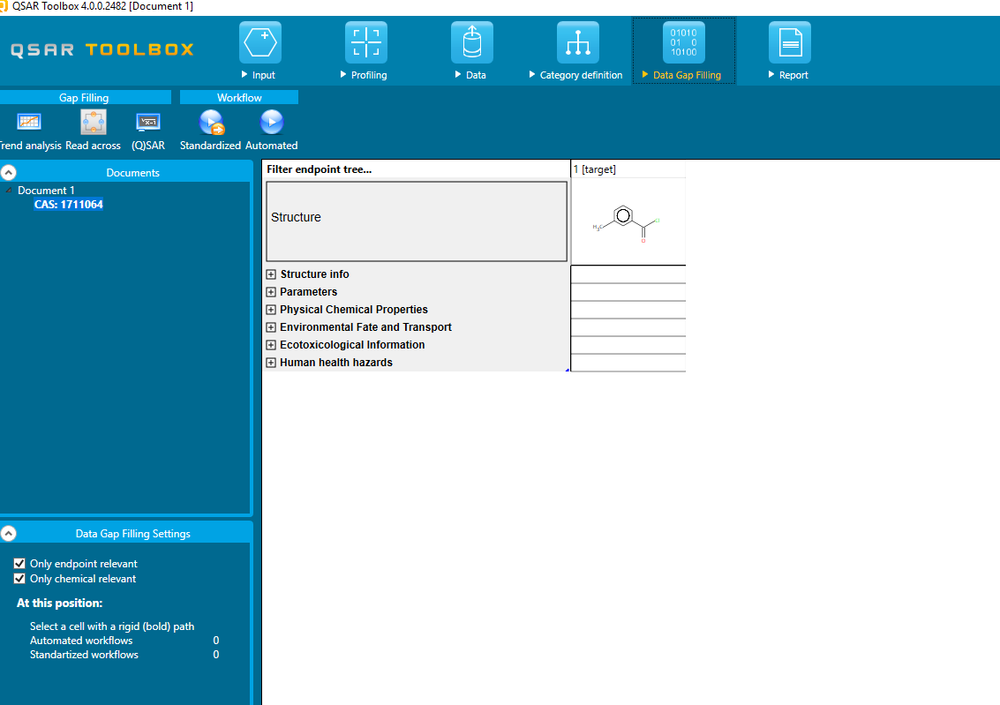 QSAR Toolbox 4.0.0.2482 [Document 1]
QSAR TOOLBOX
Input
Profiling
Data
Category definition
01010
01 0
10100
Data Gap Filling
Report
Gap Filling
Workflow
Trend analysis
Read across
(Q)SAR
Standardized
Automated
Documents
Document 1
CAS: 1711064
Filter endpoint tree...
1 [target]
Structure
H3C
Cl
O
Structure info
Parameters
Physical Chemical Properties
Environmental Fate and Transport
Ecotoxicological Information
Human health hazards
Data Gap Filling Settings
Only endpoint relevant
Only chemical relevant
At this position:
Select a cell with a rigid (bold) path
Automated workflows 0
Standartized workflows 0